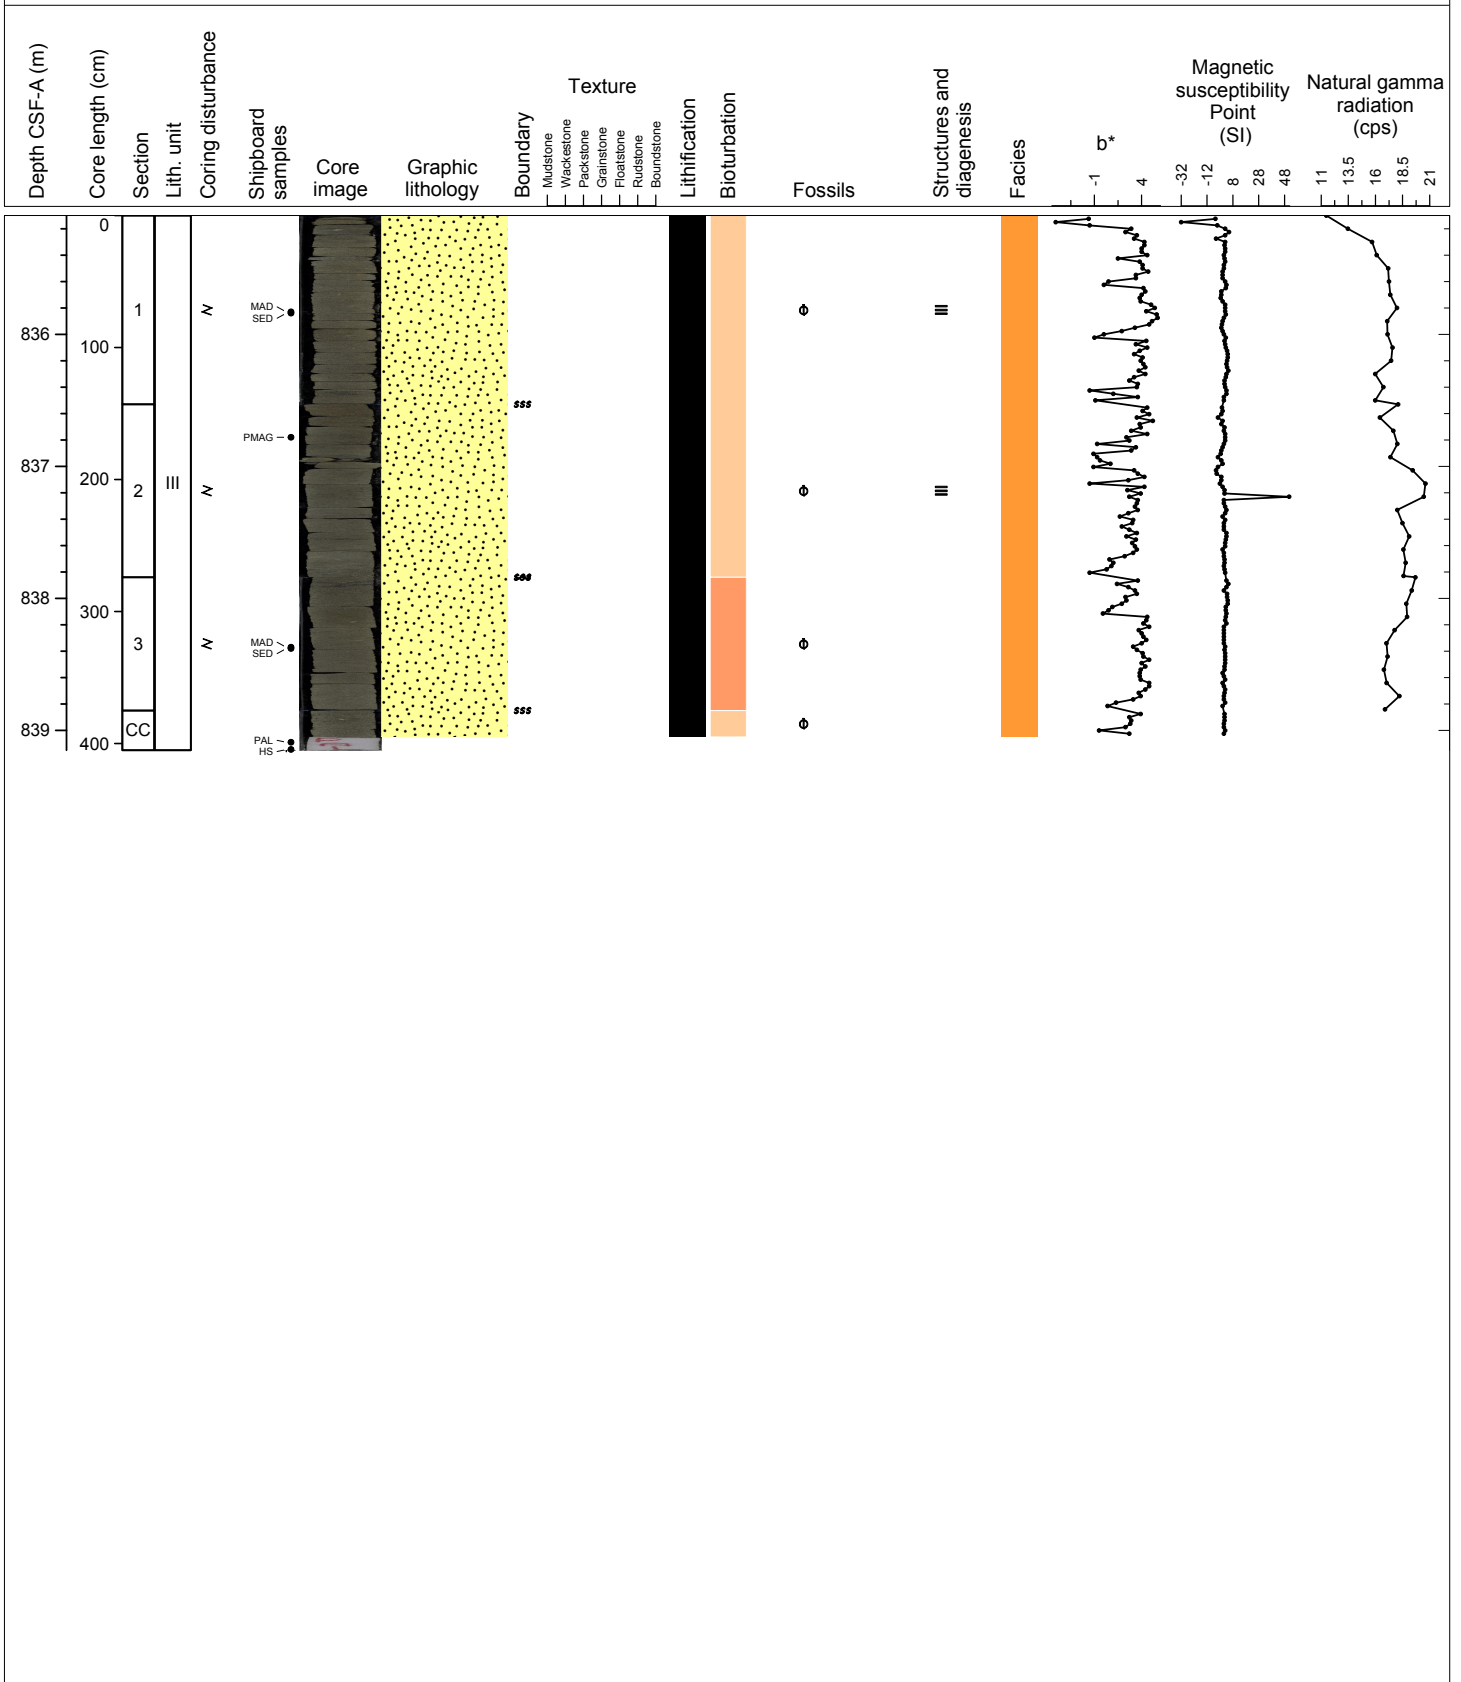 Depth CSF-A (m)
Core length (cm)
Section
Lith. unit
Coring disturbance
Shipboard
samples
Core
image
Graphic
lithology
Boundary
Texture
Mudstone
Wackestone
Packstone
Grainstone
Floatstone
Rudstone
Boundstone
Lithification
Bioturbation
Fossils
Structures and
diagenesis
Facies
b*
-1
4
Magnetic
susceptibility
Point
(SI)
-32
-12
8
28
48
Natural gamma
radiation
(cps)
11
13.5
16
18.5
21
836
837
838
839
0
100
200
300
400
1
2
3
CC
III
MAD
SED
PMAG
MAD
SED
PAL
HS
sss
sss
sss